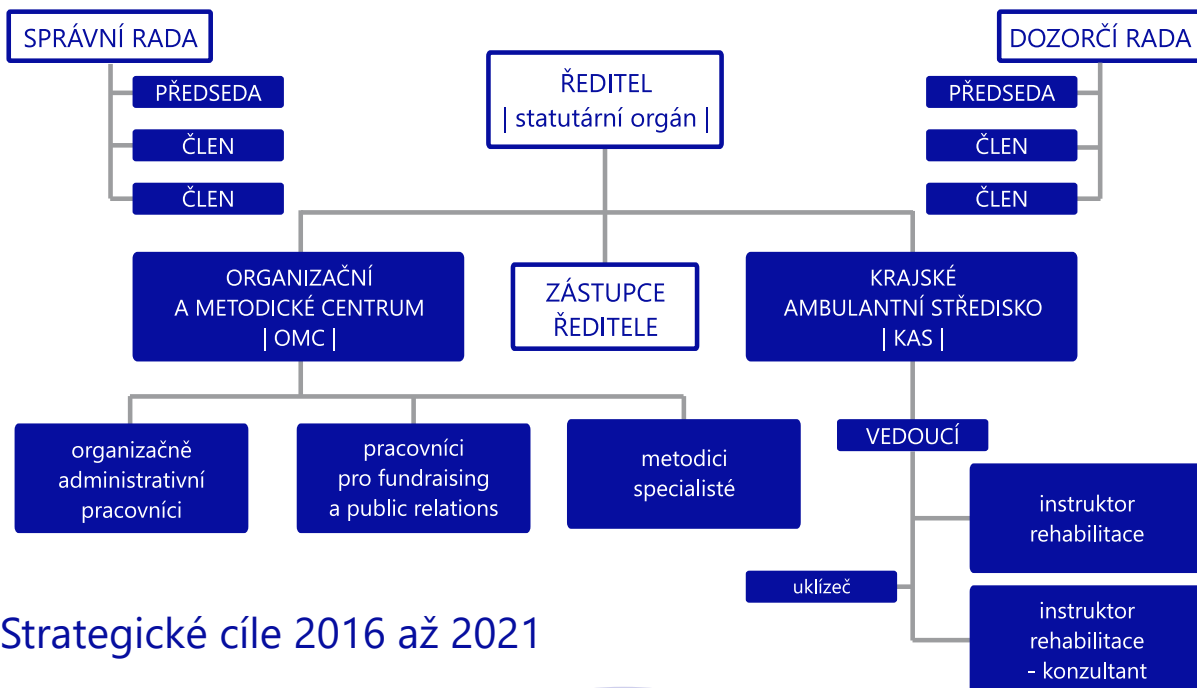 SPRÁVNÍ RADA
PŘEDSEDA
ČLEN
ČLEN
ŘEDITEL
| statutární orgán |
DOZORČÍ RADA
PŘEDSEDA
ČLEN
ČLEN
ORGANIZAČNÍ
A METODICKÉ CENTRUM
| OMC |
ZÁSTUPCE
ŘEDITELE
KRAJSKÉ
AMBULANTNÍ STŘEDISKO
| KAS |
organizačně
administrativní
pracovníci
pracovníci
pro fundraising
a public relations
metodici
specialisté
VEDOUCÍ
instruktor
rehabilitace
uklízeč
instruktor
rehabilitace
- konzultant
Strategické cíle 2016 až 2021